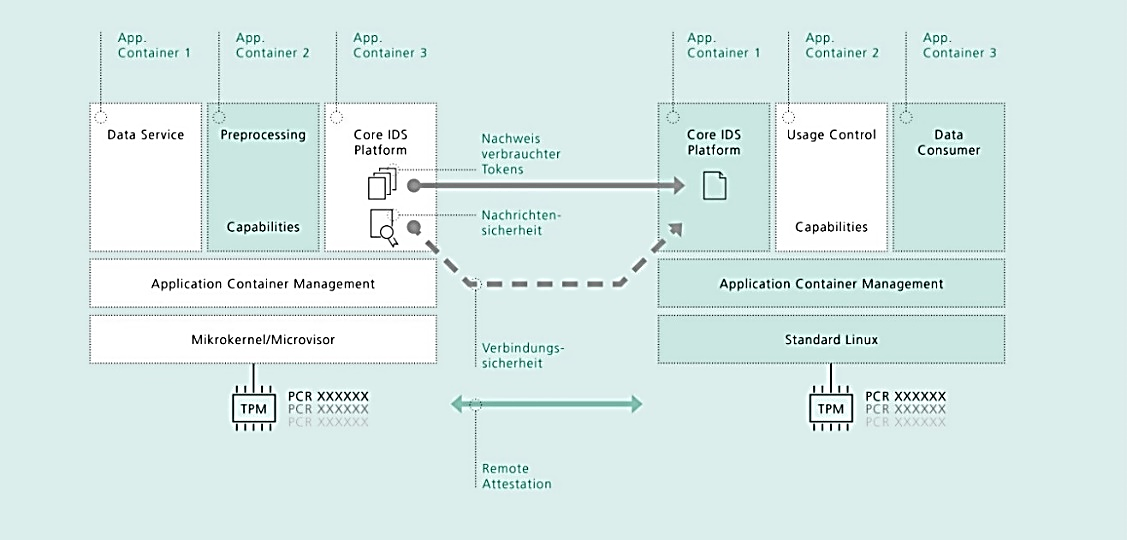 App.
Container 1
App.
Container 2
App.
Container 3
App.
Container 1
App.
Container 2
App.
Container 3
Data Service
Preprocessing
Capabilities
Core IDS
Platform
Nachweis
verbrauchter
Tokens
Nachrichten-
sicherheit
Core IDS
Platform
Usage Control
Capabilities
Data
Consumer
Application Container Management
Application Container Management
Mikrokernel/Microvisor
Standard Linux
Verbindungs-
sicherheit
TPM
PCR XXXXXX
PCR XXXXXX
PCR XXXXXX
TPM
PCR XXXXXX
PCR XXXXXX
PCR XXXXXX
Remote
Attestation